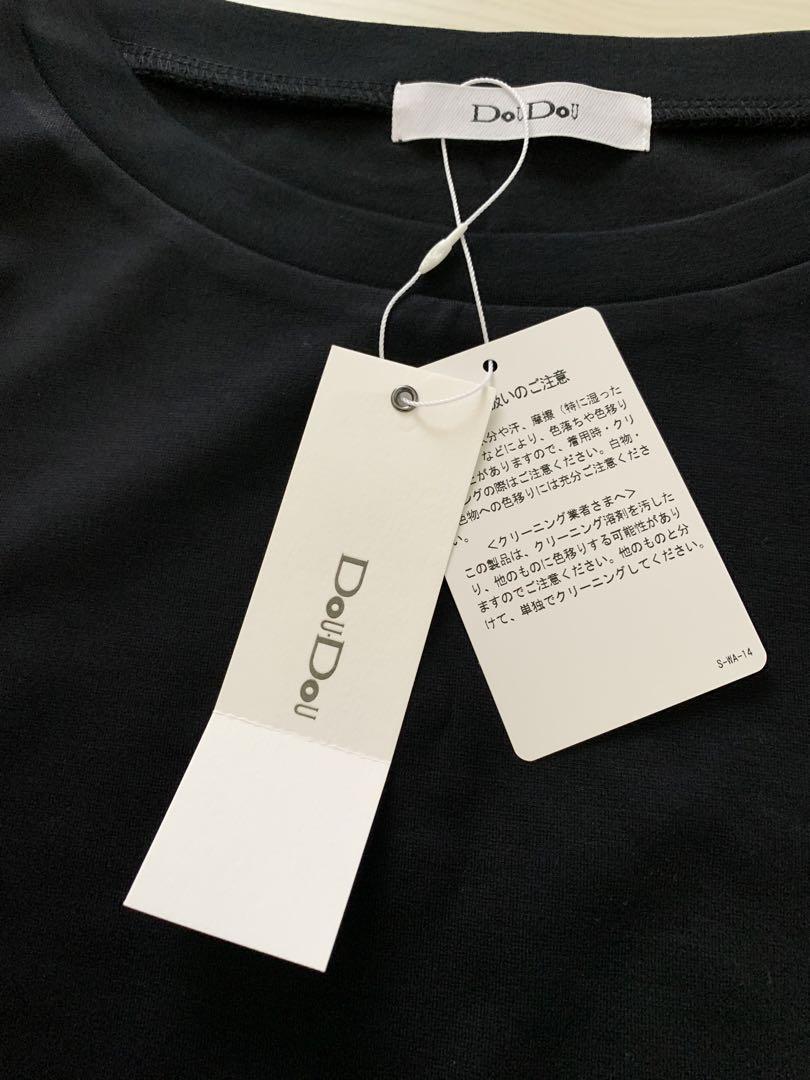 DOUDOU
扱いのご注意
水分や汗、摩擦（特に湿った
などにより、色落ちや色移り
がありますので、着用時・クリ
ングの際はご注意ください。白物・
色物への色移りには充分ご注意くださ
い。
＜クリーニング業者さまへ＞
この製品は、クリーニング溶剤を汚した
り、他のものに色移りする可能性があり
ますのでご注意ください。他のものと分
けて、単独でクリーニングしてください。
S-WA-14
DOU.DOU